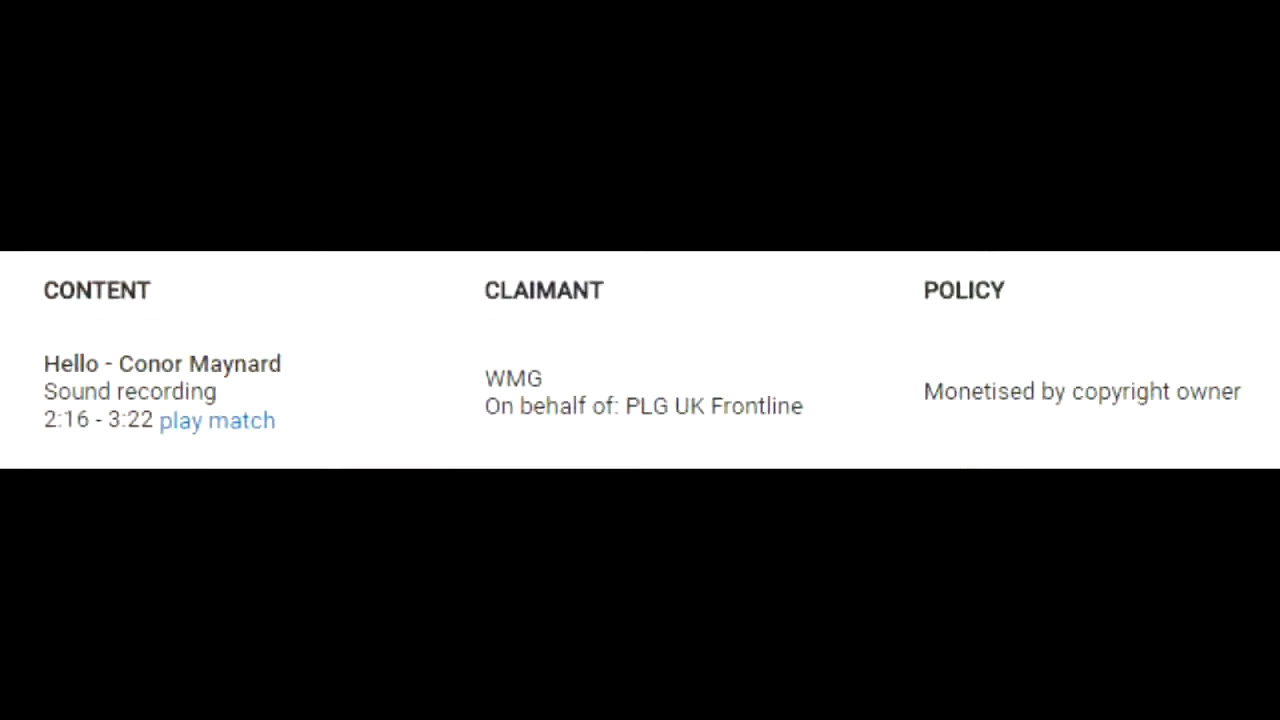 CONTENT
CLAIMANT
POLICY
Hello - Conor Maynard
Sound recording
2:16 - 3:22 play match
WMG
On behalf of: PLG UK Frontline
Monetised by copyright owner